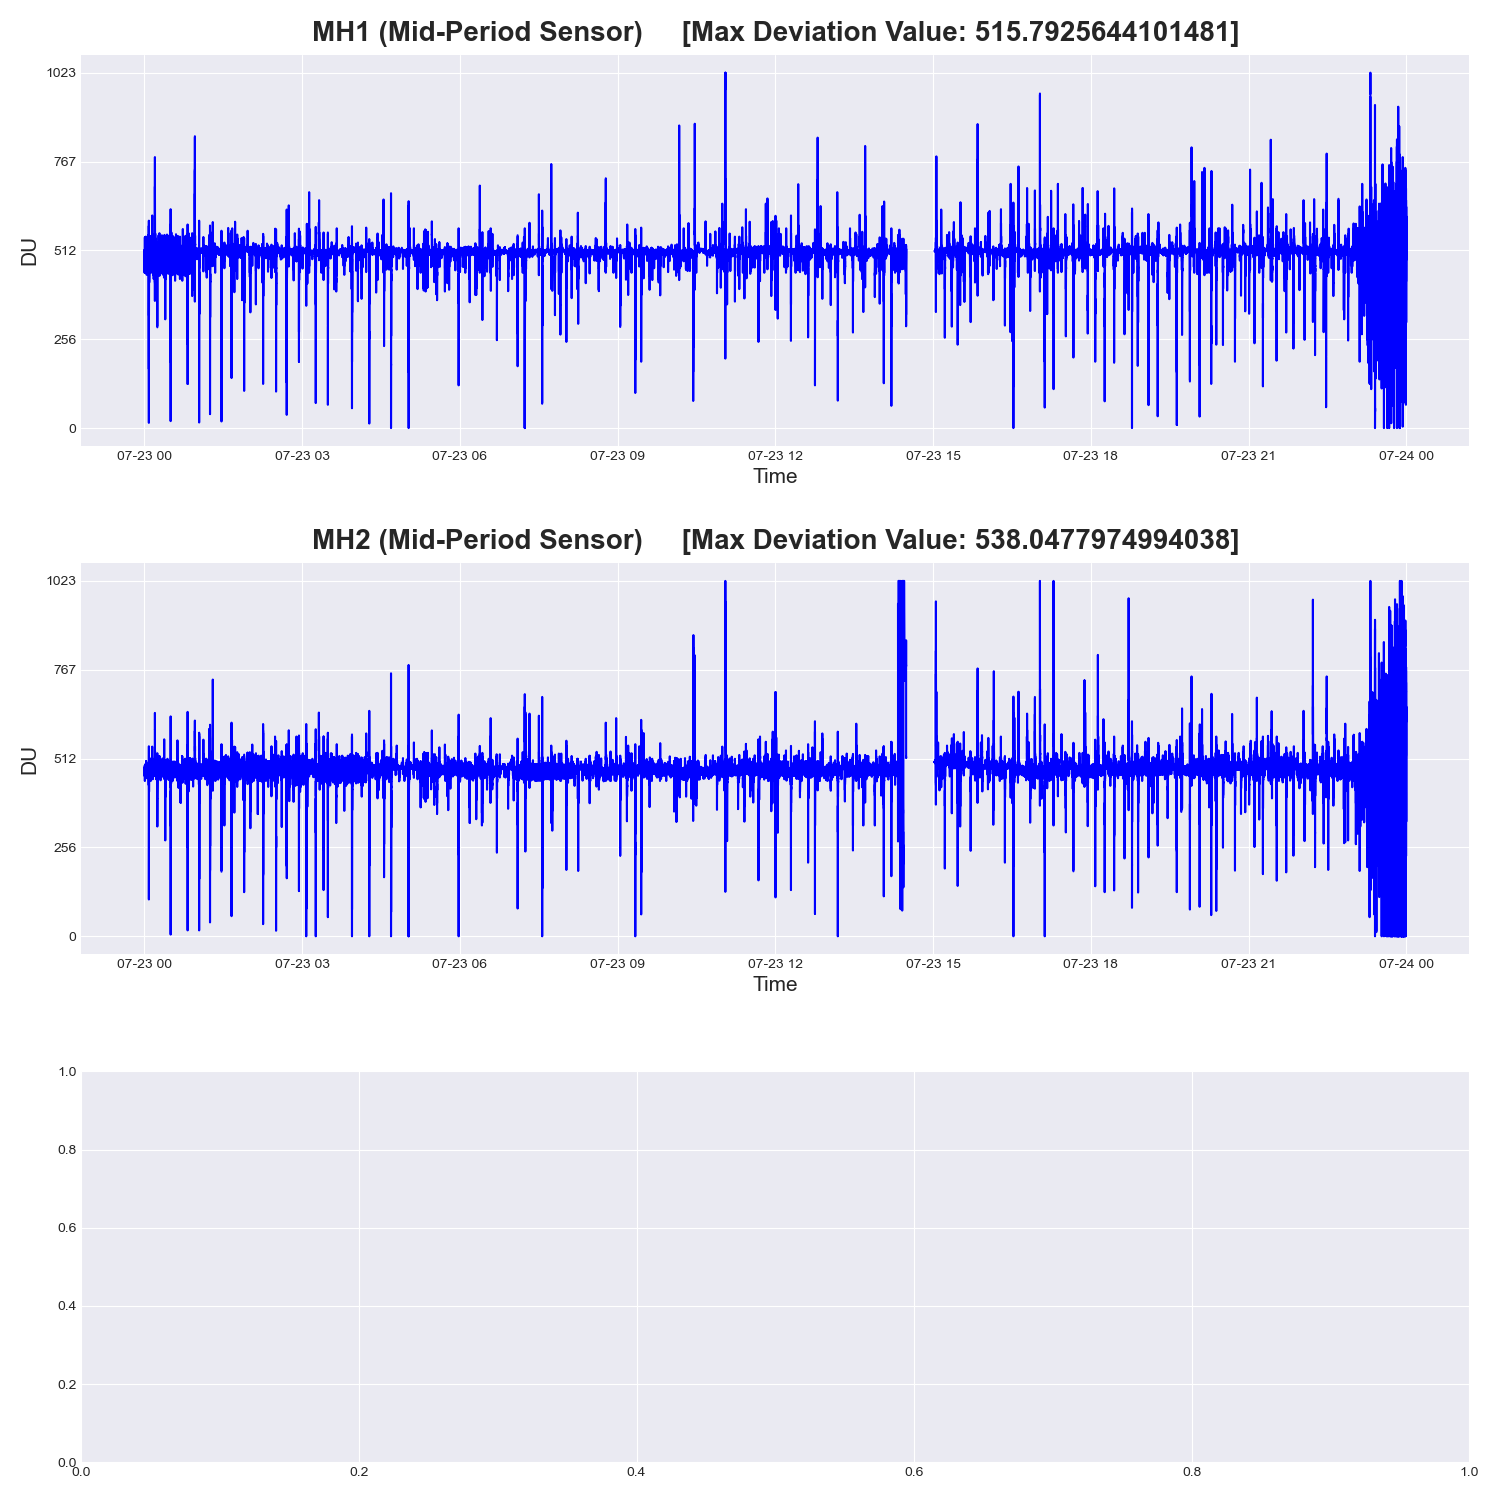 MH1 (Mid-Period Sensor) [Max Deviation Value: 515.7925644101481]
1023
767
512
256
0
DU
07-23 00 07-23 03 07-23 06 07-23 09 07-23 12 07-23 15 07-23 18 07-23 21 07-24 00
Time
MH2 (Mid-Period Sensor) [Max Deviation Value: 538.0477974994038]
1023
767
512
256
0
DU
07-23 00 07-23 03 07-23 06 07-23 09 07-23 12 07-23 15 07-23 18 07-23 21 07-24 00
Time
1.0
0.8
0.6
0.4
0.2
0.0
0.0 0.2 0.4 0.6 0.8 1.0